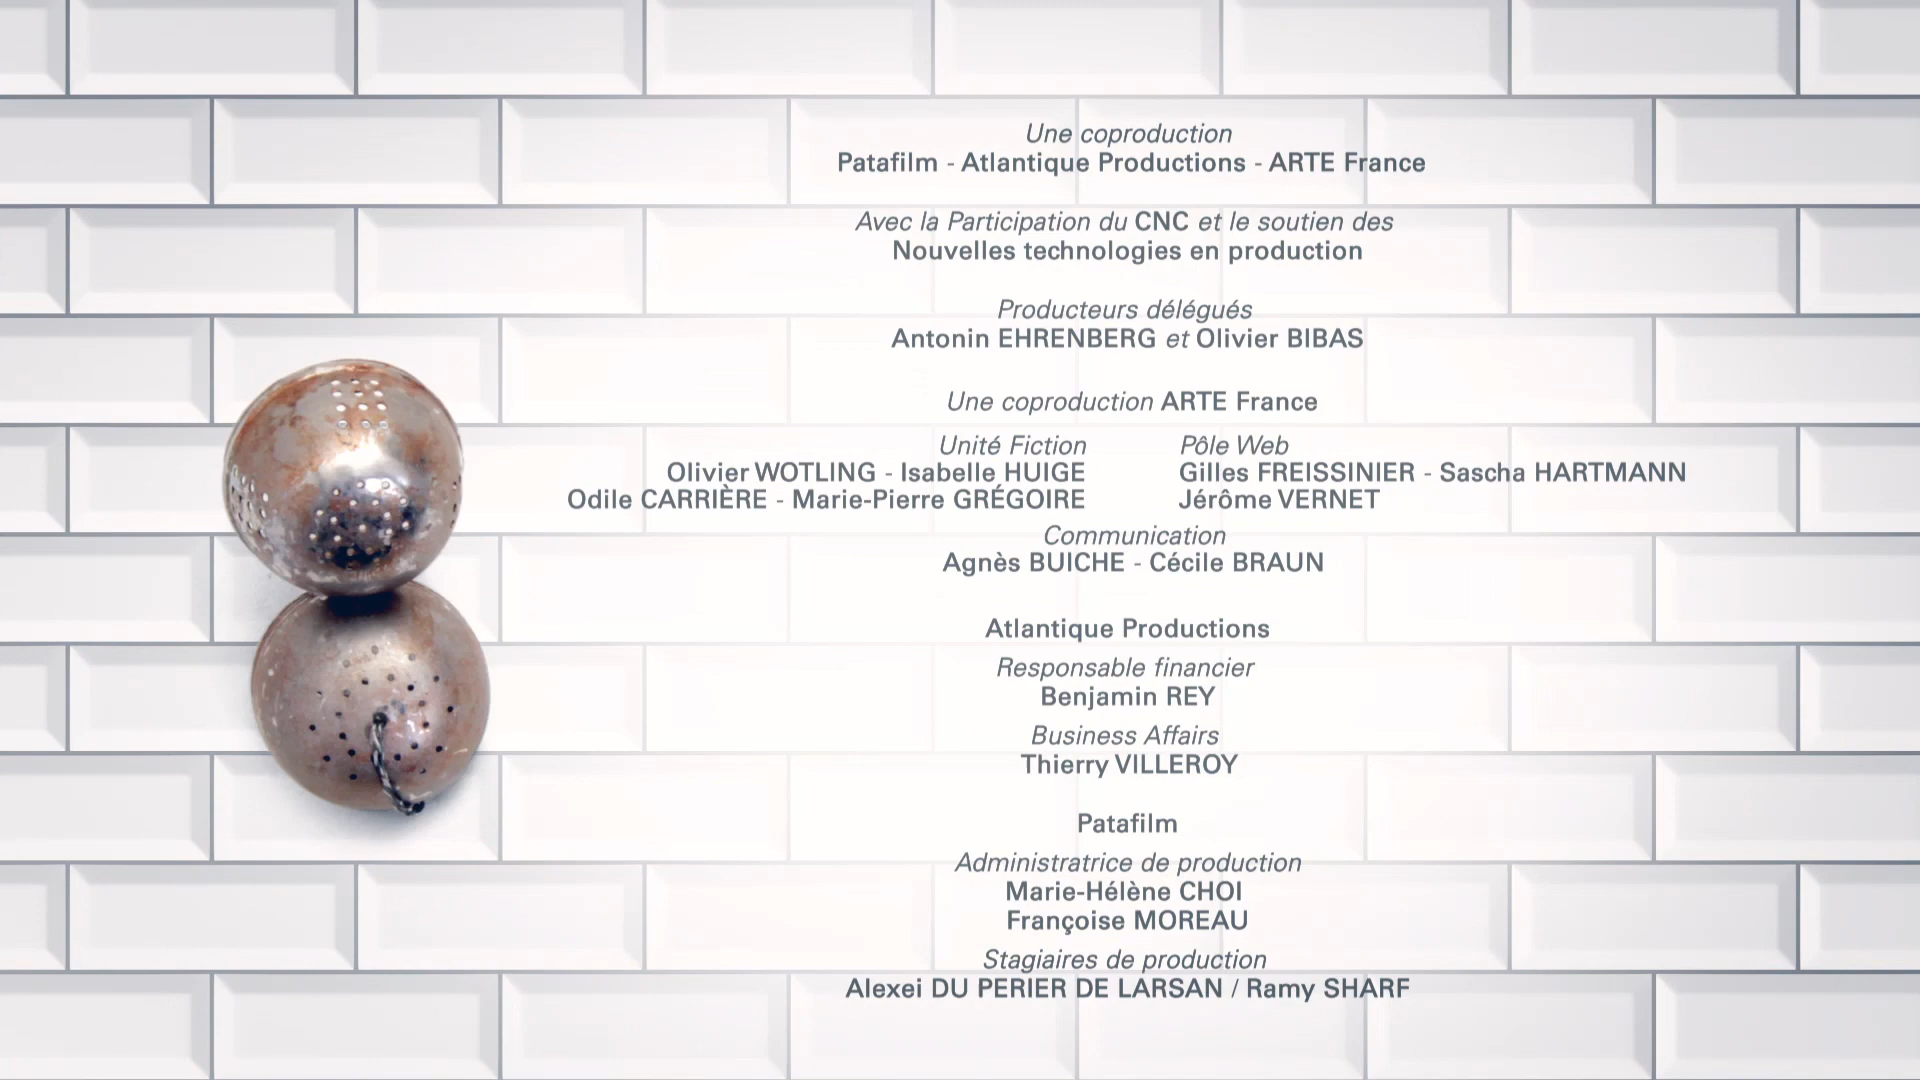 Une coproduction
Patafilm - Atlantique Productions - ARTE France
Avec la Participation du CNC et le soutien des
Nouvelles technologies en production
Producteurs délégués
Antonin EHRENBERG et Olivier BIBAS
Une coproduction ARTE France
Unité Fiction
Olivier WOTLING - Isabelle HUIGE
Odile CARRIÈRE - Marie-Pierre GRÉGOIRE
Pôle Web
Gilles FREISSINIER - Sascha HARTMANN
Jérôme VERNET
Communication
Agnès BUICHE - Cécile BRAUN
Atlantique Productions
Responsable financier
Benjamin REY
Business Affairs
Thierry VILLEROY
Patafilm
Administratrice de production
Marie-Hélène CHOI
Françoise MOREAU
Stagiaires de production
Alexei DU PERIER DE LARSAN / Ramy SHARF